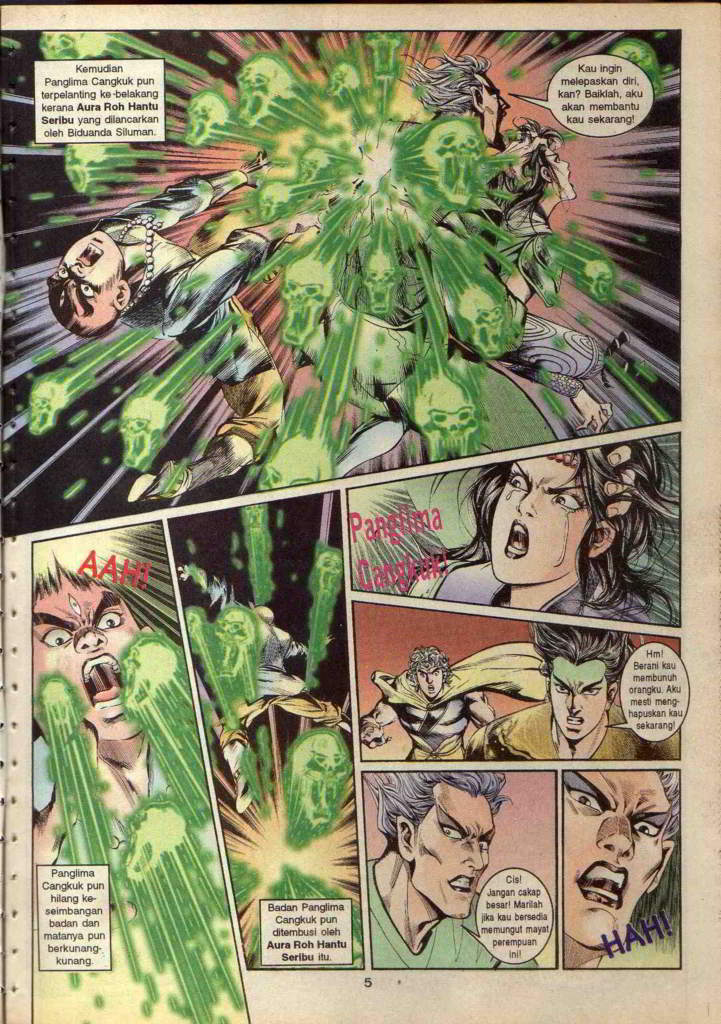 Kemudian
Panglima Cangkuk pun
terpelanting ke-belakang
kerana Aura Roh Hantu
Seribu yang dilancarkan
oleh Biduanda Siluman.
Kau ingin
melepaskan diri,
kan? Baiklah, aku
akan membantu
kau sekarang!
Panglima
Cangkuk!
AAH!
Hm!
Berani kau
membunuh
orangku. Aku
mesti meng-
hapuskan kau
sekarang!
Panglima
Cangkuk pun
hilang ke-
seimbangan
badan dan
matanya pun
berkunang-
kunang.
Badan Panglima
Cangkuk pun
ditembusi oleh
Aura Roh Hantu
Seribu itu.
Cis!
Jangan cakap
besar! Marilah
jika kau bersedia
memungut mayat
perempuan
ini!
HAH!
5